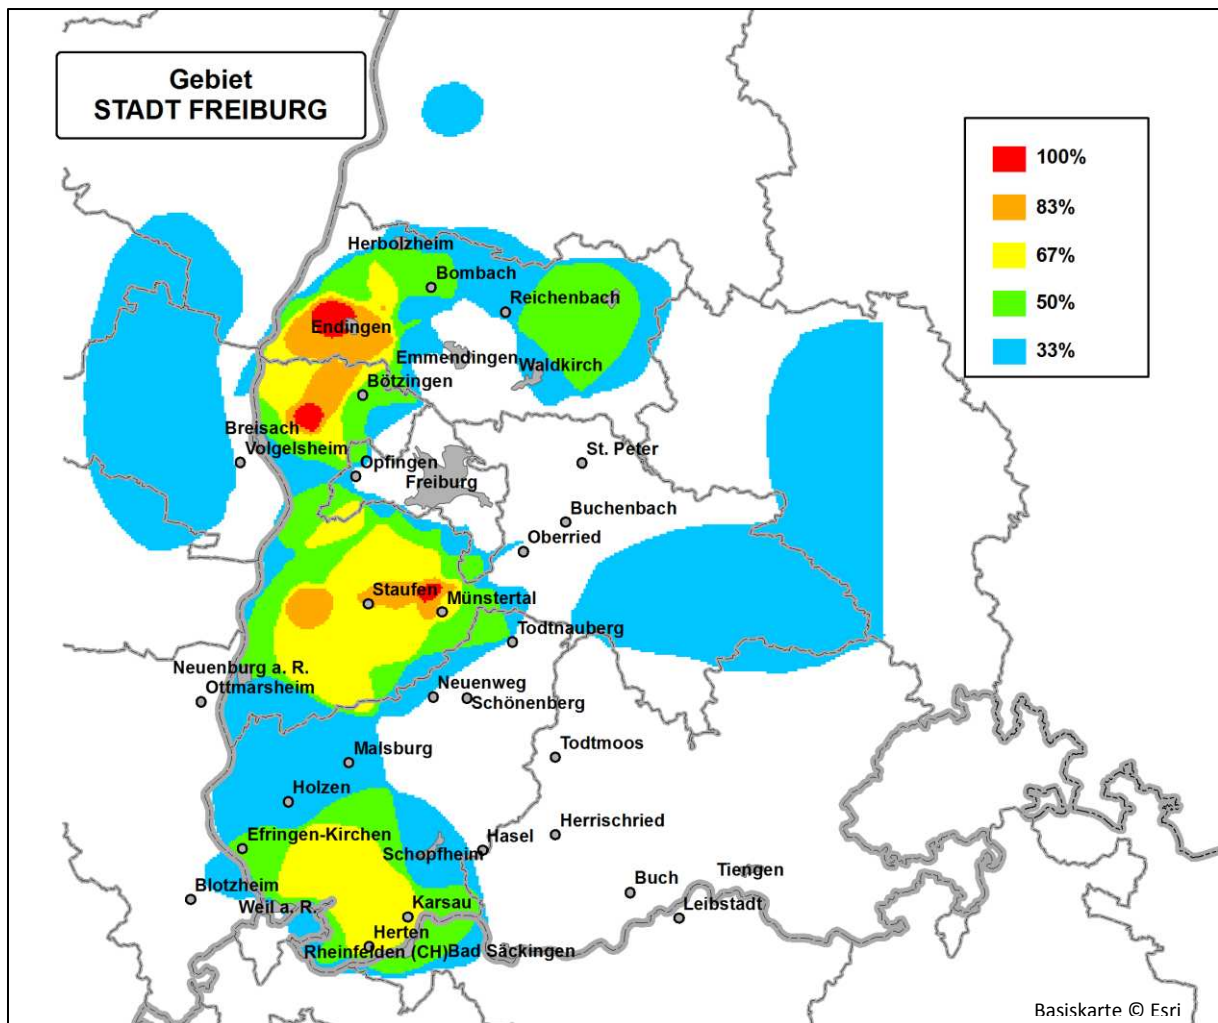 Gebiet
STADT FREIBURG
100%
83%
67%
50%
33%
Herbolzheim
Bombach
Reichenbach
Endingen
Emmendingen
Waldkirch
Bötzingen
Breisach
Volgelsheim
Opfingen
Freiburg
St. Peter
Buchenbach
Oberried
Staufen
Münstertal
Todtnauberg
Neuenburg a. R.
Ottmarsheim
Neuenweg
Schönenberg
Malsburg
Todtmoos
Holzen
Efringen-Kirchen
Schopfheim
Hasel
Herrischried
Blotzheim
Weil a. R.
Karsau
Buch
Tiengen
Leibstadt
Herten
Rheinfelden (CH)
Bad Säckingen
Basiskarte © Esri